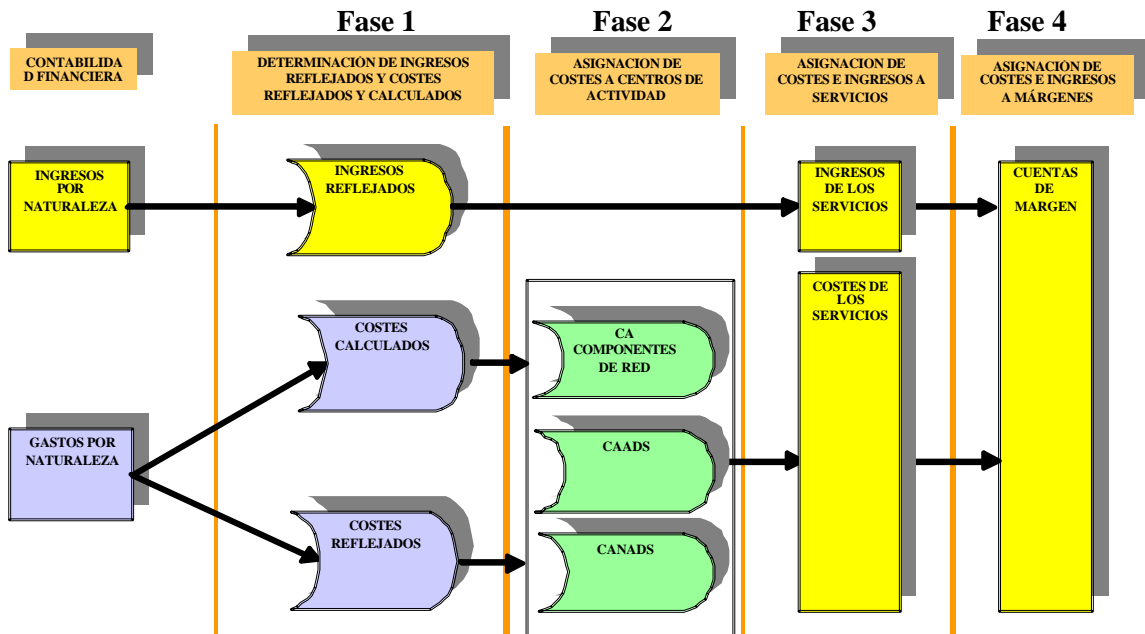 Fase 1
Fase 2
Fase 3
Fase 4
CONTABILIDA
D FINANCIERA
DETERMINACIÓN DE INGRESOS
REFLEJADOS Y COSTES
REFLEJADOS Y CALCULADOS
ASIGNACION DE
COSTES A CENTROS DE
ACTIVIDAD
ASIGNACION DE
COSTES E INGRESOS A
SERVICIOS
ASIGNACION DE
COSTES E INGRESOS
A MÁRGENES
INGRESOS
POR
NATURALEZA
INGRESOS
REFLEJADOS
INGRESOS
DE LOS
SERVICIOS
CUENTAS
DE
MARGEN
COSTES DE
LOS
SERVICIOS
COSTES
CALCULADOS
CA
COMPONENTES
DE RED
GASTOS POR
NATURALEZA
CAADS
COSTES
REFLEJADOS
CANADS